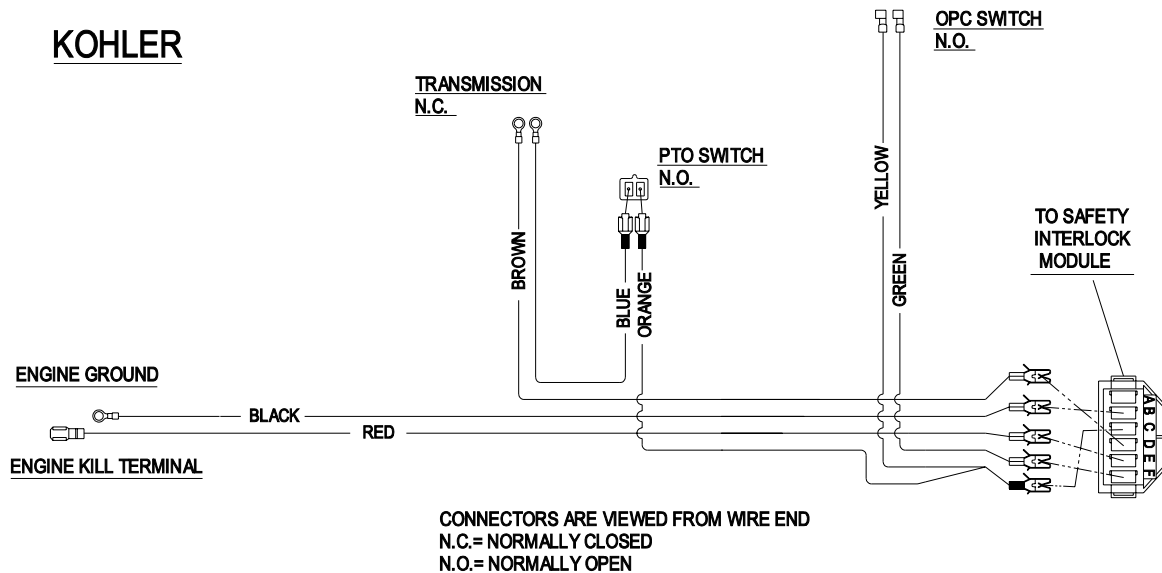 KOHLER
OPC SWITCH
N.O.
TRANSMISSION
N.C.
PTO SWITCH
N.O.
YELLOW
TO SAFETY
INTERLOCK
MODULE
BROWN
BLUE
ORANGE
GREEN
ENGINE GROUND
BLACK
RED
ENGINE KILL TERMINAL
A
B
C
D
E
F
CONNECTORS ARE VIEWED FROM WIRE END
N.C.= NORMALLY CLOSED
N.O.= NORMALLY OPEN